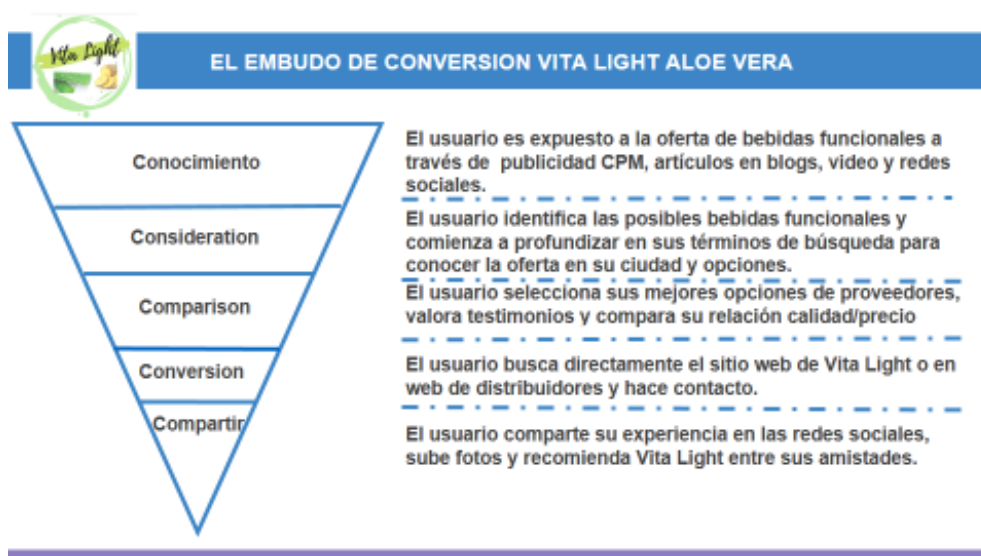 Vita Light
EL EMBUDO DE CONVERSION VITA LIGHT ALOE VERA
Conocimiento
El usuario es expuesto a la oferta de bebidas funcionales a
través de publicidad CPM, artículos en blogs, video y redes
sociales.
Consideration
El usuario identifica las posibles bebidas funcionales y
comienza a profundizar en sus términos de búsqueda para
conocer la oferta en su ciudad y opciones.
Comparison
El usuario selecciona sus mejores opciones de proveedores,
valora testimonios y compara su relación calidad/precio
Conversion
El usuario busca directamente el sitio web de Vita Light o en
web de distribuidores y hace contacto.
Compartir
El usuario comparte su experiencia en las redes sociales,
sube fotos y recomienda Vita Light entre sus amistades.